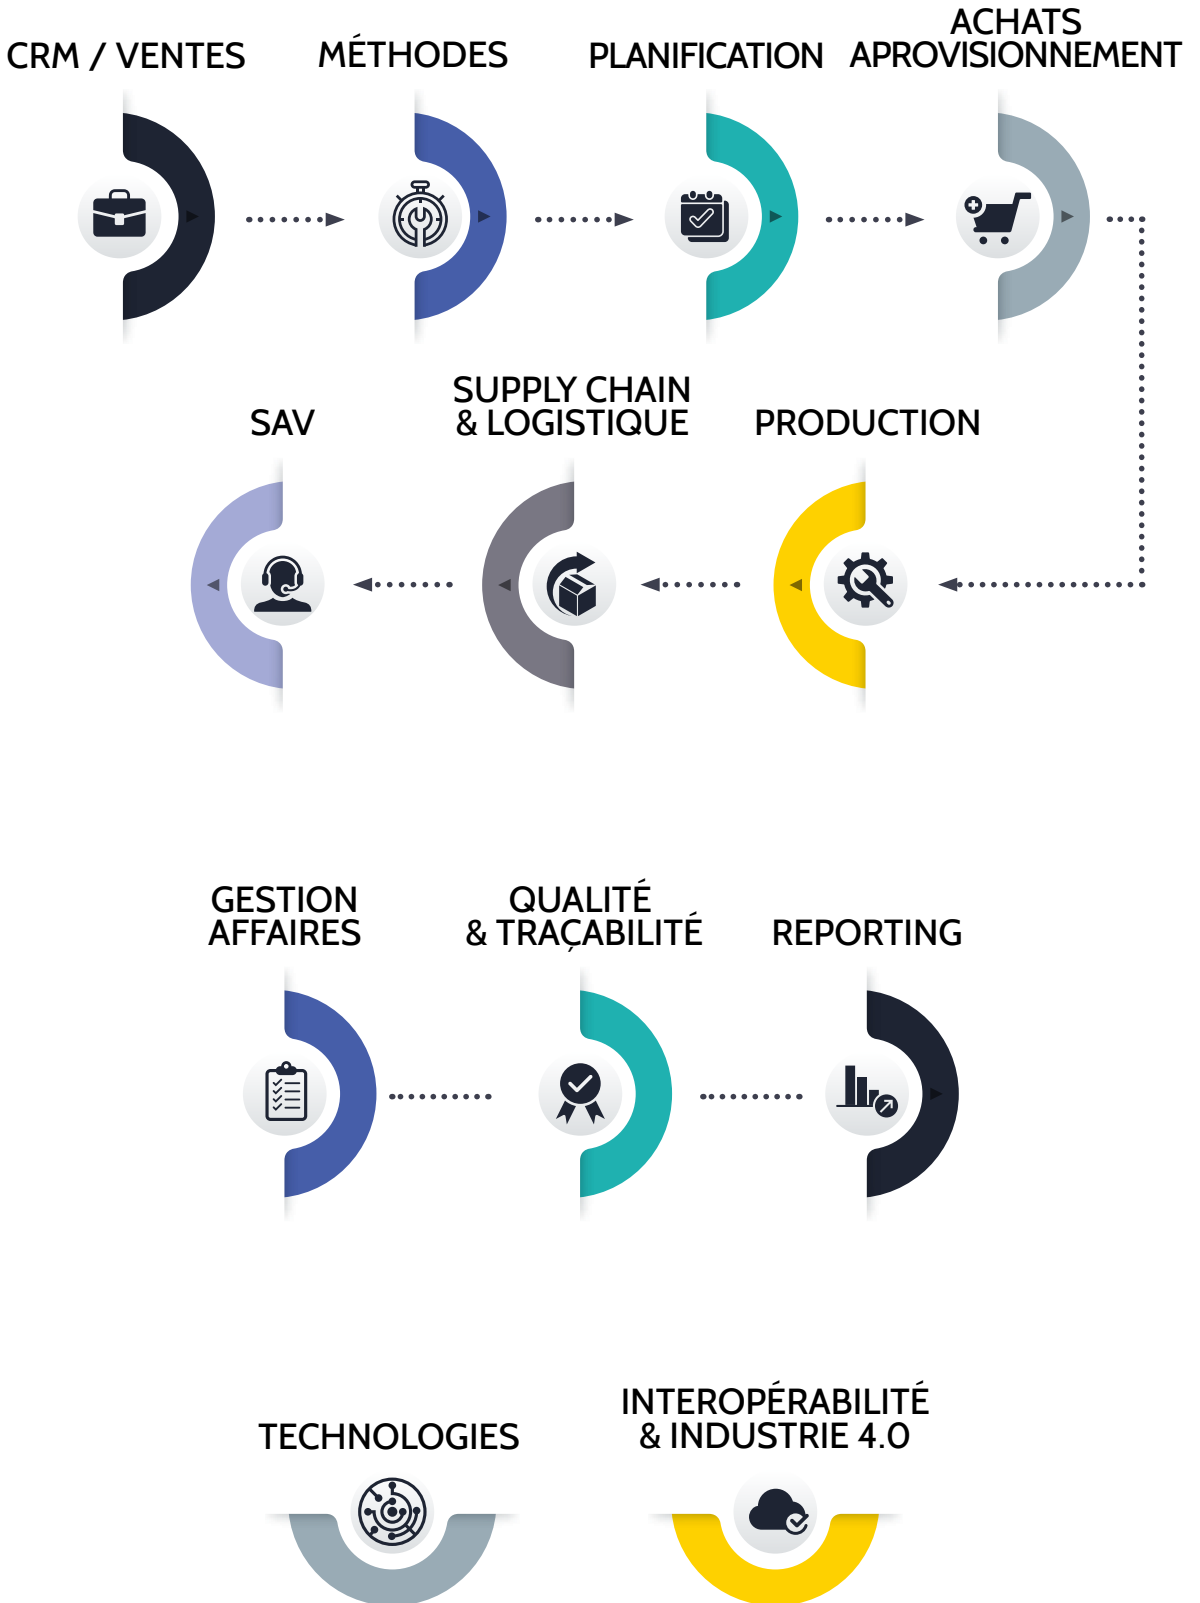 CRM / VENTES
MÉTHODES
PLANIFICATION
ACHATS
APROVISIONNEMENT
SAV
SUPPLY CHAIN
& LOGISTIQUE
PRODUCTION
GESTION
AFFAIRES
QUALITÉ
& TRAÇABILITÉ
REPORTING
TECHNOLOGIES
INTEROPÉRABILITÉ
& INDUSTRIE 4.0